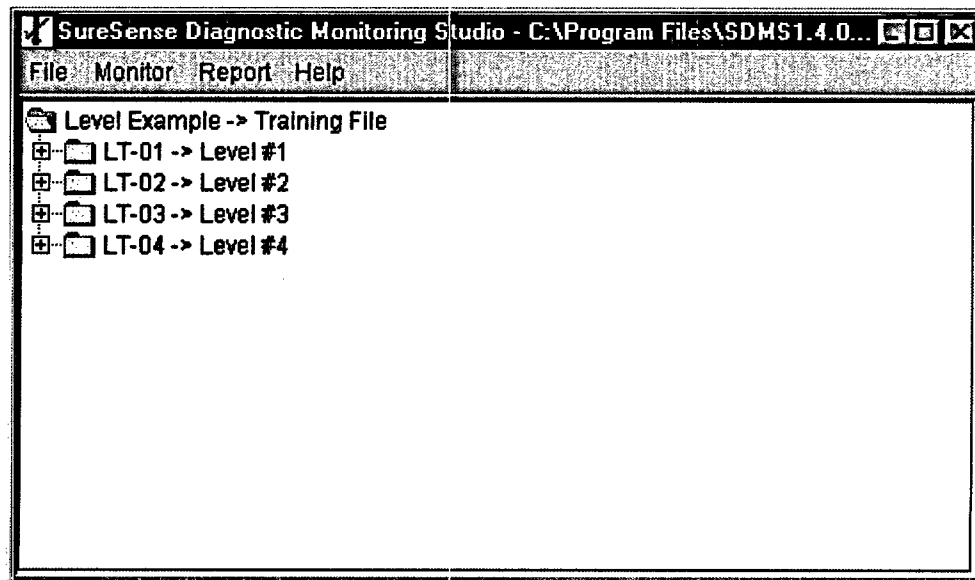 SureSense Diagnostic Monitoring Studio - C:\Program Files\SDMS1.4.0...
File Monitor Report Help
Level Example -> Training File
LT-01 -> Level #1
LT-02 -> Level #2
LT-03 -> Level #3
LT-04 -> Level #4